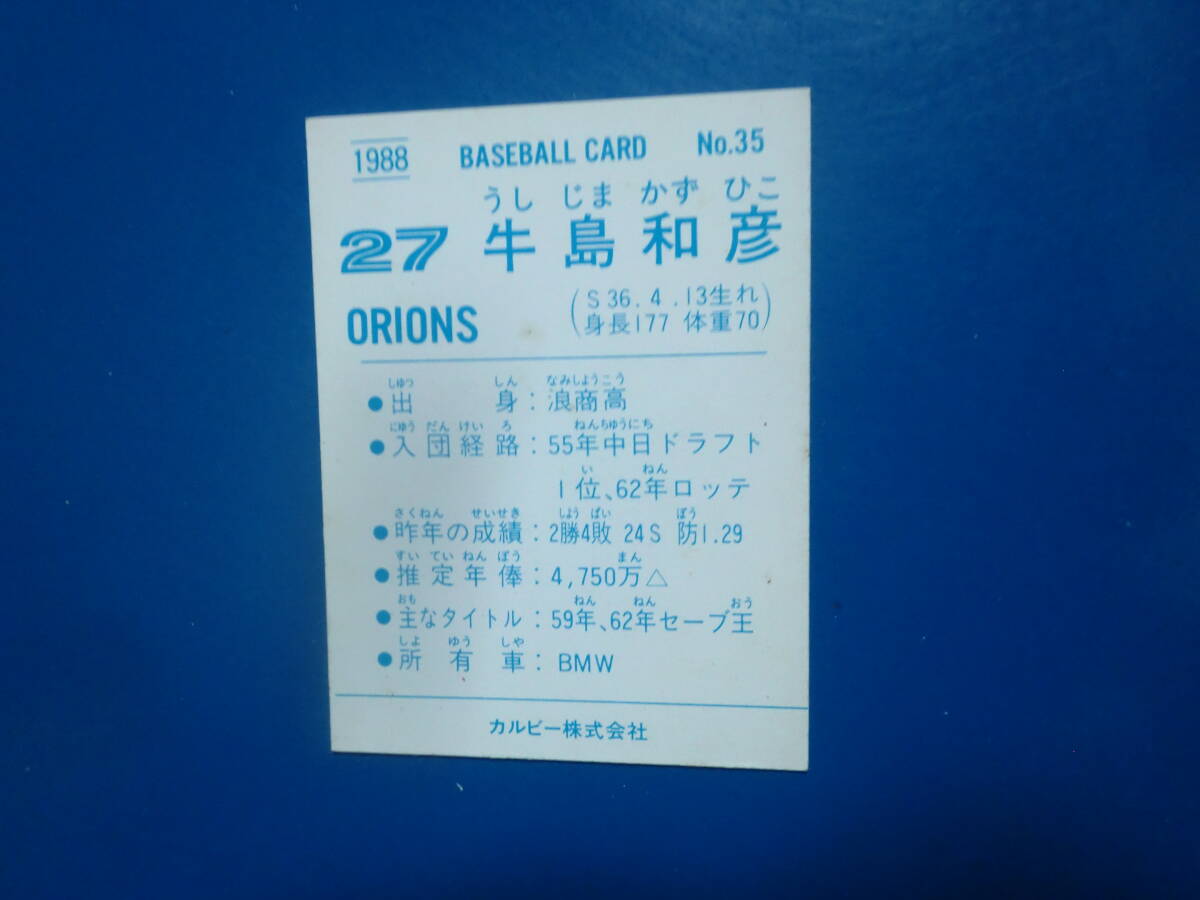 1988 BASEBALL CARD No.35
うし じま かず ひこ
27 牛島和彦
ORIONS
(S36.4.13生れ
身長177 体重70)
しゅつ しん なみしょうこう
●出身:浪商高
にゅう だん けい ろ ねんちゅうにち
●入団経路:55年中日ドラフト
い ねん
1位、62年ロッテ
さくねん せいせき しょう ぱい ぼう
●昨年の成績:2勝4敗 24S 防1.29
すい てい ねん ぽう まん
●推定年俸:4,750万△
おも ねん ねん おう
●主なタイトル:59年、62年セーブ王
しょ ゆう しゃ
●所有車:BMW
カルビー株式会社